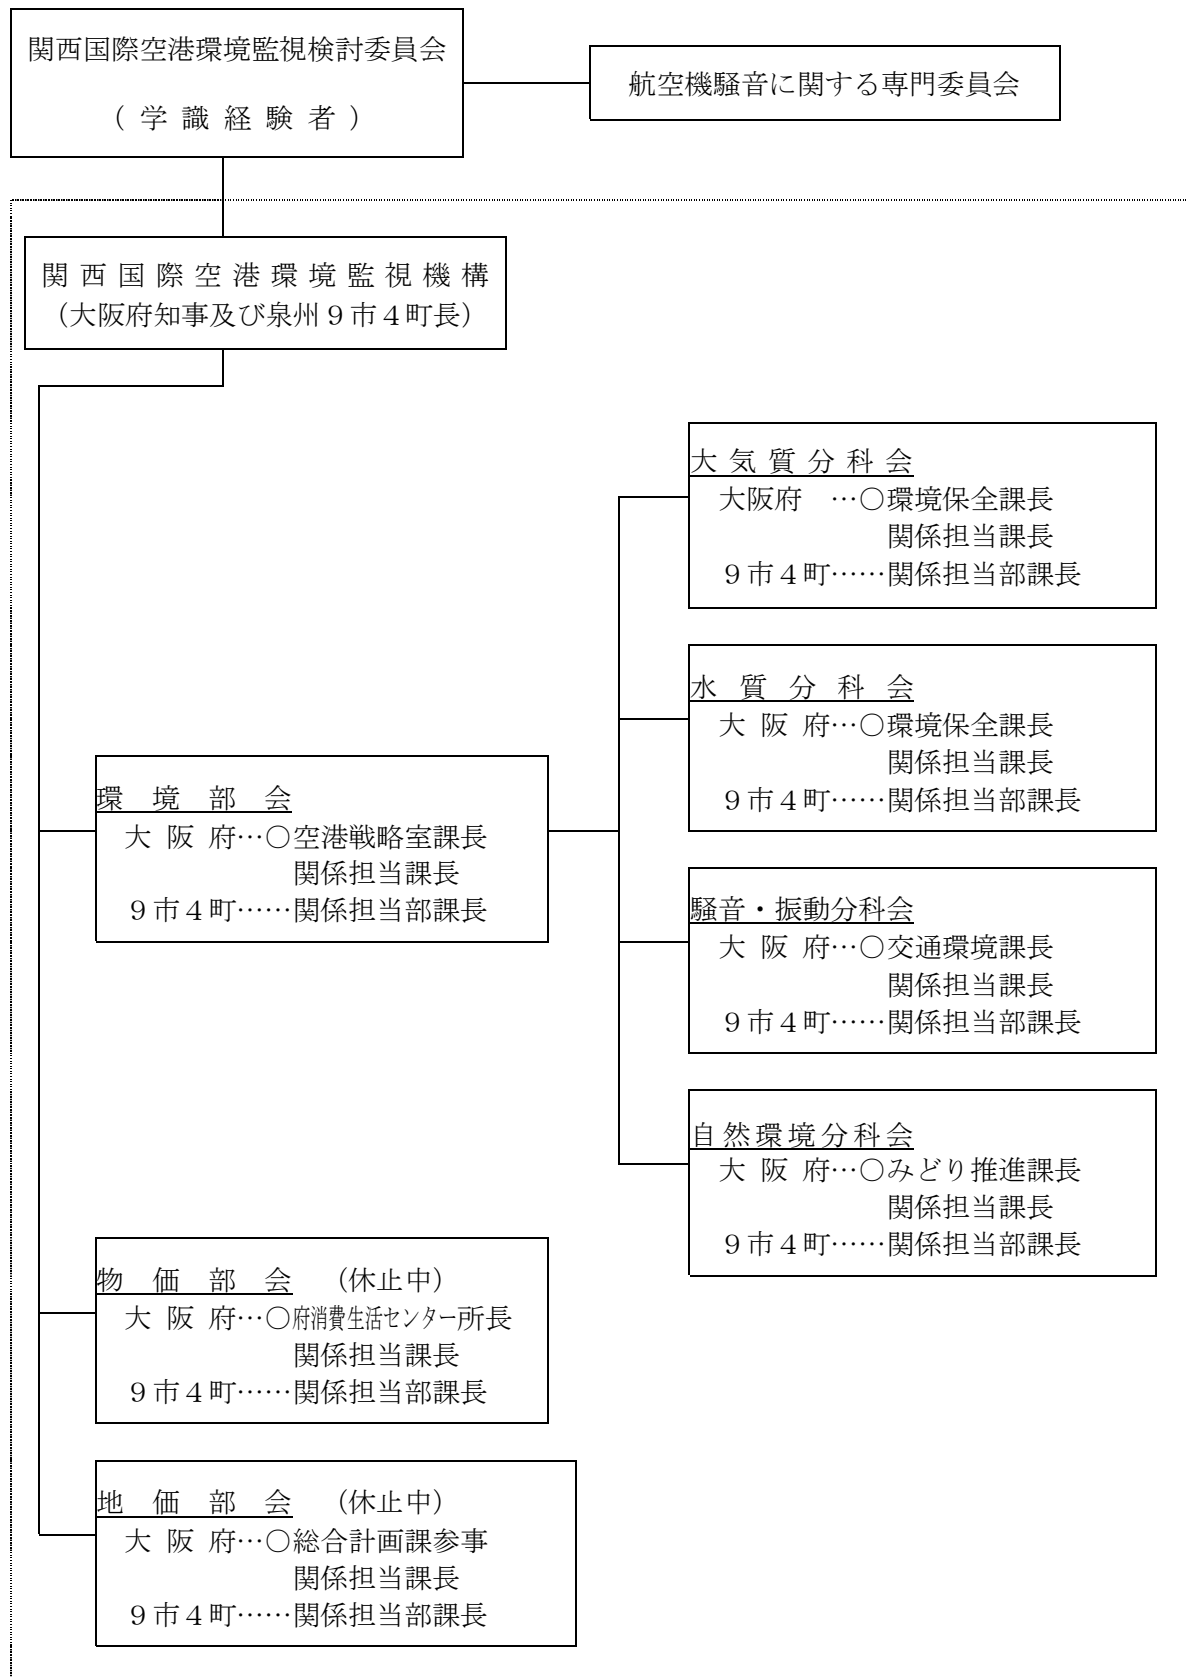 関西国際空港環境監視検討委員会
（学識経験者）
航空機騒音に関する専門委員会
関西国際空港環境監視機構
（大阪府知事及び泉州９市４町長）
大気質分科会
大阪府　…○環境保全課長
関係担当課長
９市４町……関係担当部課長
水質分科会
大阪府…○環境保全課長
関係担当課長
９市４町……関係担当部課長
環境部会
大阪府…○空港戦略室課長
関係担当課長
９市４町……関係担当部課長
騒音・振動分科会
大阪府…○交通環境課長
関係担当課長
９市４町……関係担当部課長
自然環境分科会
大阪府…○みどり推進課長
関係担当課長
９市４町……関係担当部課長
物価部会　（休止中）
大阪府…○府消費生活センター所長
関係担当課長
９市４町……関係担当部課長
地価部会　（休止中）
大阪府…○総合計画課参事
関係担当課長
９市４町……関係担当部課長